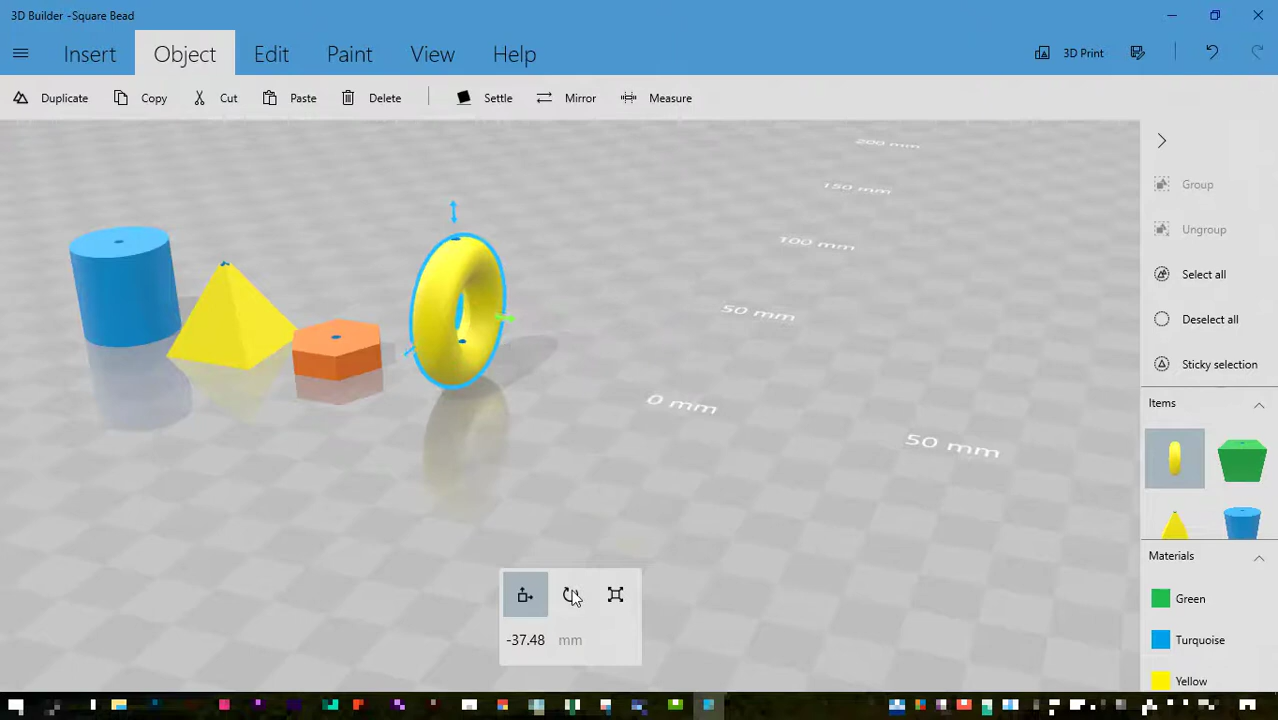 3D Builder - Square Bead
Insert
Object
Edit
Paint
View
Help
3D Print
Duplicate
Copy
Cut
Paste
Delete
Settle
Mirror
Measure
200 mm
150 mm
100 mm
50 mm
0 mm
50 mm
Group
Ungroup
Select all
Deselect all
Sticky selection
Items
Materials
Green
Turquoise
Yellow
-37.48 mm